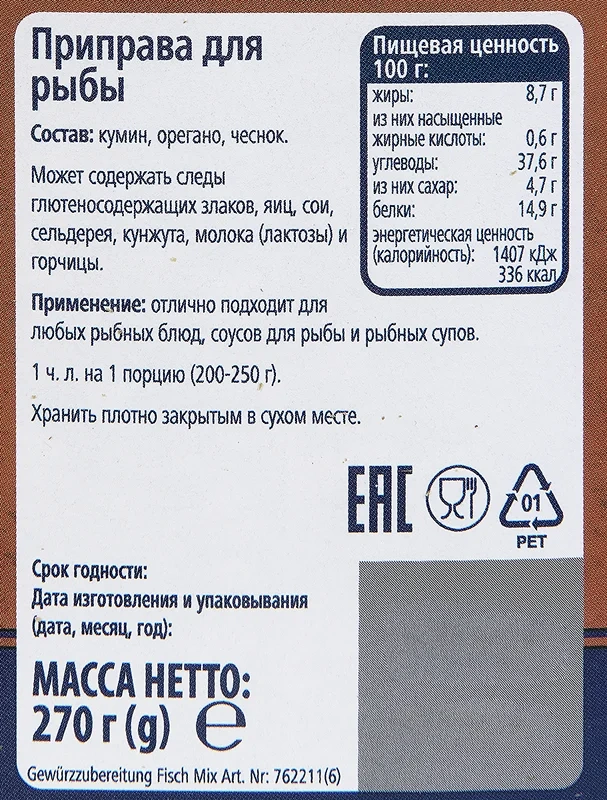 Приправа для
рыбы
Состав: кумин, орегано, чеснок.
Может содержать следы
глютеносодержащих злаков, яиц, сои,
сельдерея, кунжута, молока (лактозы) и
горчицы.
Применение: отлично подходит для
любых рыбных блюд, соусов для рыбы и рыбных супов.
1 ч. л. на 1 порцию (200-250 г).
Хранить плотно закрытым в сухом месте.
Пищевая ценность
100 г:
жиры: 8,7 г
из них насыщенные
жирные кислоты: 0,6 г
углеводы: 37,6 г
из них сахар: 4,7 г
белки: 14,9 г
энергетическая ценность
(калорийность): 1407 кДж
336 ккал
EAC
01
PET
Срок годности:
Дата изготовления и упаковывания
(дата, месяц, год):
МАССА НЕТТО:
270 г (g) ℮
Gewürzzubereitung Fisch Mix Art. Nr: 762211(6)